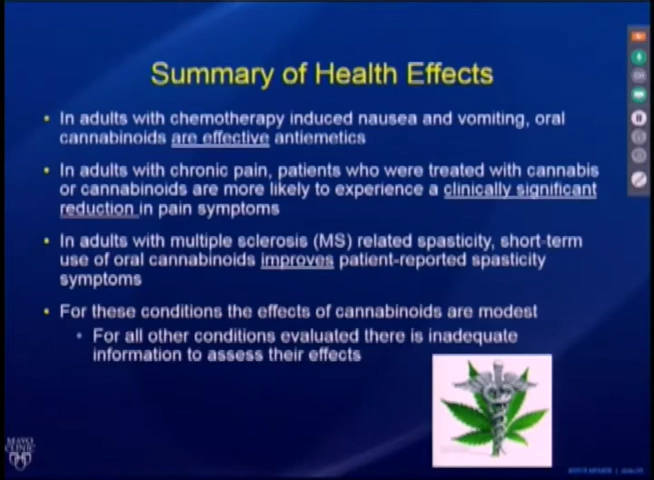 Summary of Health Effects
• In adults with chemotherapy induced nausea and vomiting, oral
cannabinoids are effective antiemetics
• In adults with chronic pain, patients who were treated with cannabis
or cannabinoids are more likely to experience a clinically significant
reduction in pain symptoms
• In adults with multiple sclerosis (MS) related spasticity, short-term
use of oral cannabinoids improves patient-reported spasticity
symptoms
• For these conditions the effects of cannabinoids are modest
• For all other conditions evaluated there is inadequate
information to assess their effects
MAYO
CLINIC